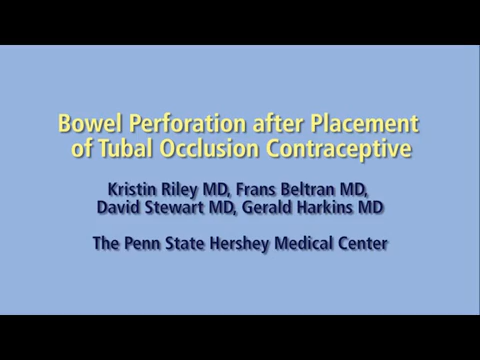 Bowel Perforation after Placement
of Tubal Occlusion Contraceptive
Kristin Riley MD, Frans Beltran MD,
David Stewart MD, Gerald Harkins MD
The Penn State Hershey Medical Center